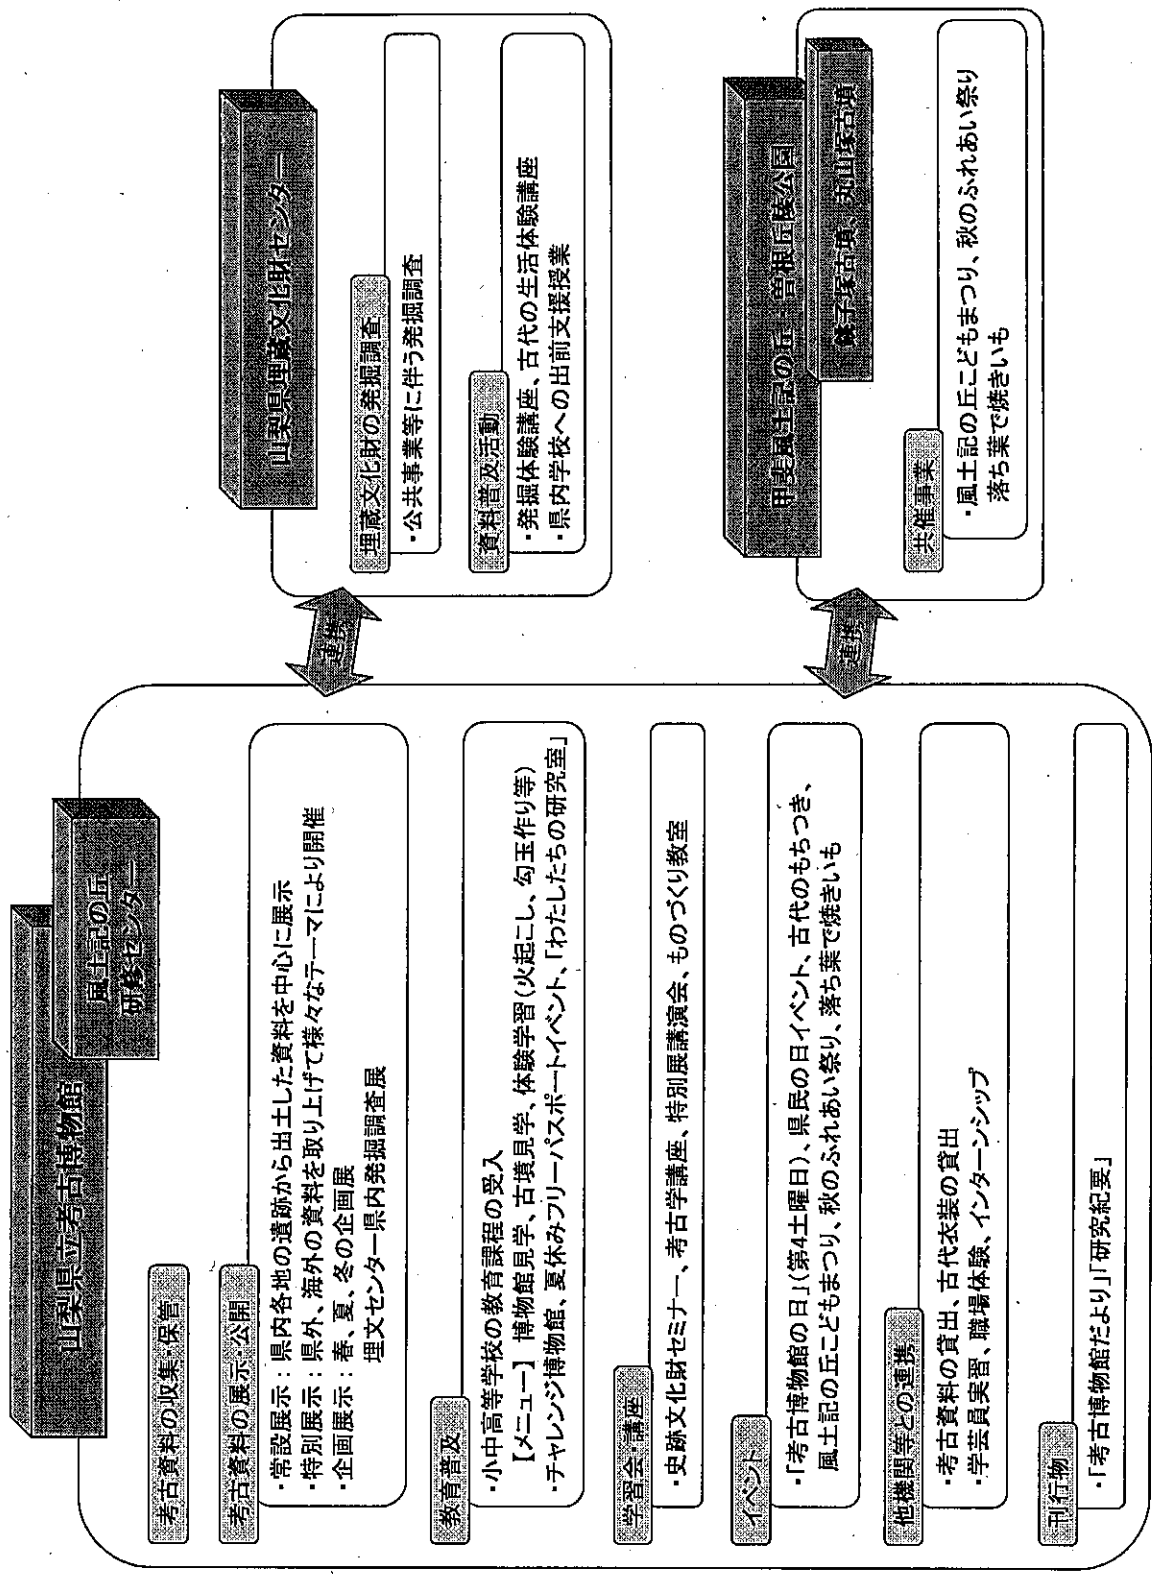 山梨県立考古博物館
風土記の丘
研修センター
考古資料の収集・保管
考古資料の展示・公開
・常設展示：県内各地の遺跡から出土した資料を中心に展示
・特別展示：県外、海外の資料を取り上げて様々なテーマにより開催
・企画展示：春、夏、冬の企画展
埋文センター県内発掘調査展
教育普及
・小中高等学校の教育課程の受入
【メニュー】 博物館見学、古墳見学、体験学習（火起こし、勾玉作り等）
・チャレンジ博物館、夏休みフリーパスポートイベント、「わたしたちの研究室」
学習会・講座
・史跡文化財セミナー、考古学講座、特別展講演会、ものづくり教室
イベント
・「考古博物館の日」（第4土曜日）、県民の日イベント、古代のもちつき、
風土記の丘こどもまつり、秋のふれあい祭り、落ち葉で焼きいも
他機関等との連携
・考古資料の貸出、古代衣装の貸出
・学芸員実習、職場体験、インターンシップ
刊行物
・「考古博物館だより」「研究紀要」
連携
連携
山梨県埋蔵文化財センター
埋蔵文化財の発掘調査
・公共事業等に伴う発掘調査
資料普及活動
・発掘体験講座、古代の生活体験講座
・県内学校への出前支援授業
甲斐風土記の丘・曽根丘陵公園
銚子塚古墳、丸山塚古墳
共催事業
・風土記の丘こどもまつり、秋のふれあい祭り
落ち葉で焼きいも